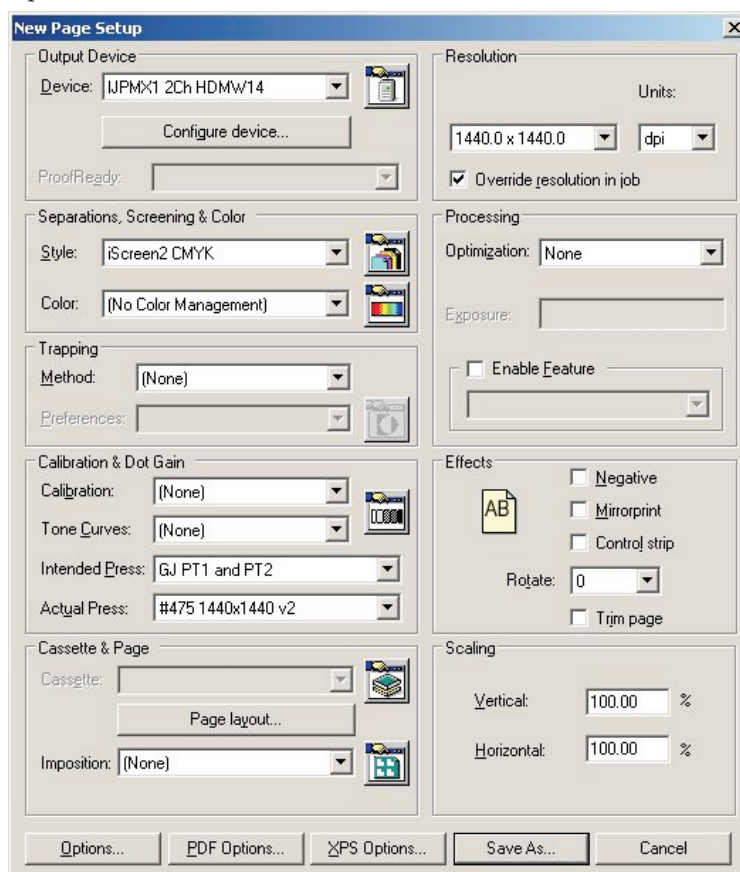 New Page Setup
Output Device
Device: IJPMX1 2Ch HDMW14
Configure device...
ProofReady:
Separations, Screening & Color
Style: iScreen2 CMYK
Color: (No Color Management)
Trapping
Method: (None)
Preferences:
Calibration & Dot Gain
Calibration: (None)
Tone Curves: (None)
Intended Press: GJ PT1 and PT2
Actual Press: #475 1440x1440 v2
Cassette & Page
Cassette:
Page layout...
Imposition: (None)
Resolution
Units:
1440.0 x 1440.0 dpi
Override resolution in job
Processing
Optimization: None
Exposure:
Enable Feature
Effects
AB
Negative
Mirrorprint
Control strip
Rotate: 0
Trim page
Scaling
Vertical: 100.00 %
Horizontal: 100.00 %
Options... PDF Options... XPS Options... Save As... Cancel